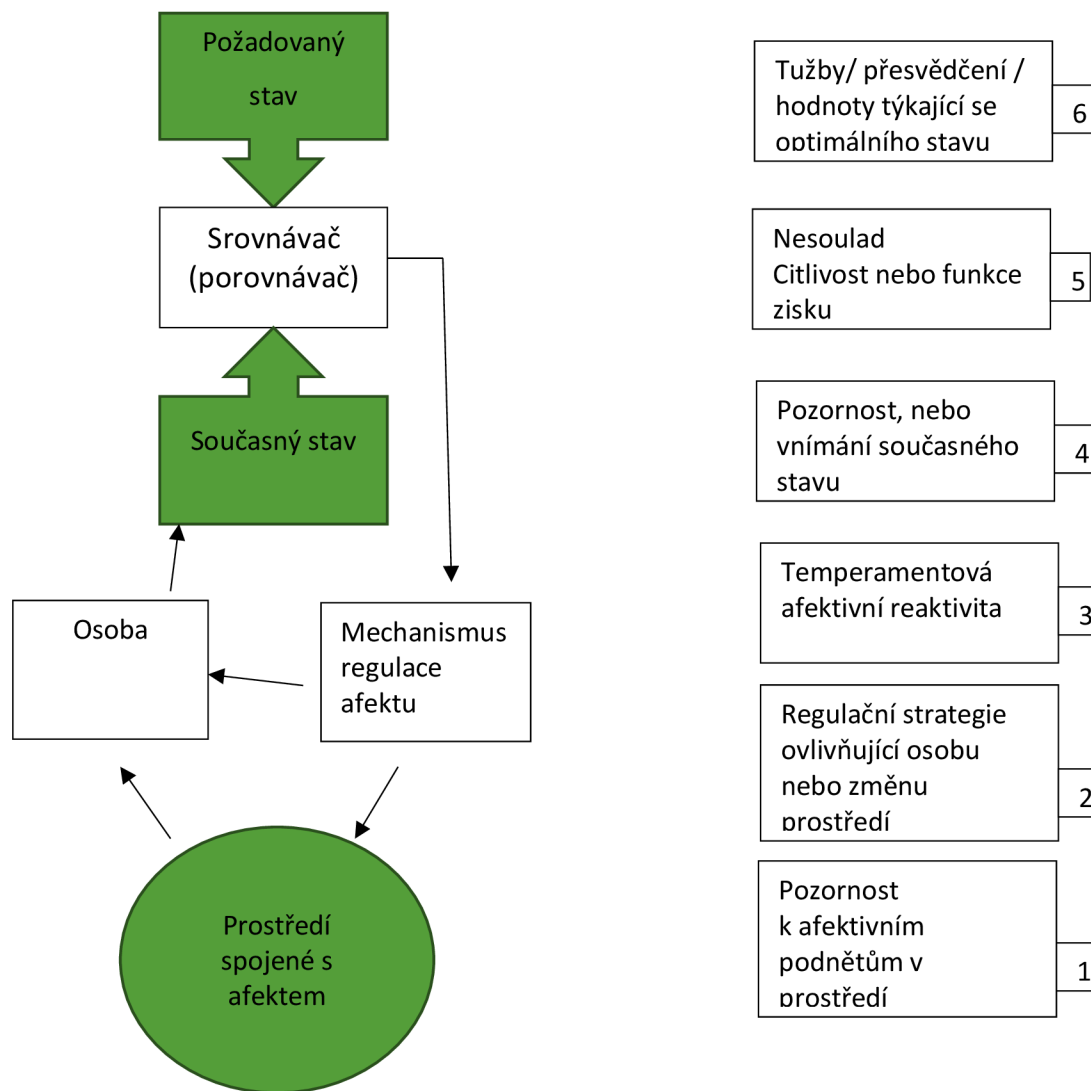 Požadovaný
stav
Srovnávač
(porovnávač)
Současný stav
Osoba
Mechanismus
regulace
afektu
Prostředí
spojené s
afektem
Tužby/ přesvědčení /
hodnoty týkající se
optimálního stavu
6
Nesoulad
Citlivost nebo funkce
zisku
5
Pozornost, nebo
vnímání současného
stavu
4
Temperamentová
afektivní reaktivita
3
Regulační strategie
ovlivňující osobu
nebo změnu
prostředí
2
Pozornost
k afektivním
podnětům v
prostředí
1